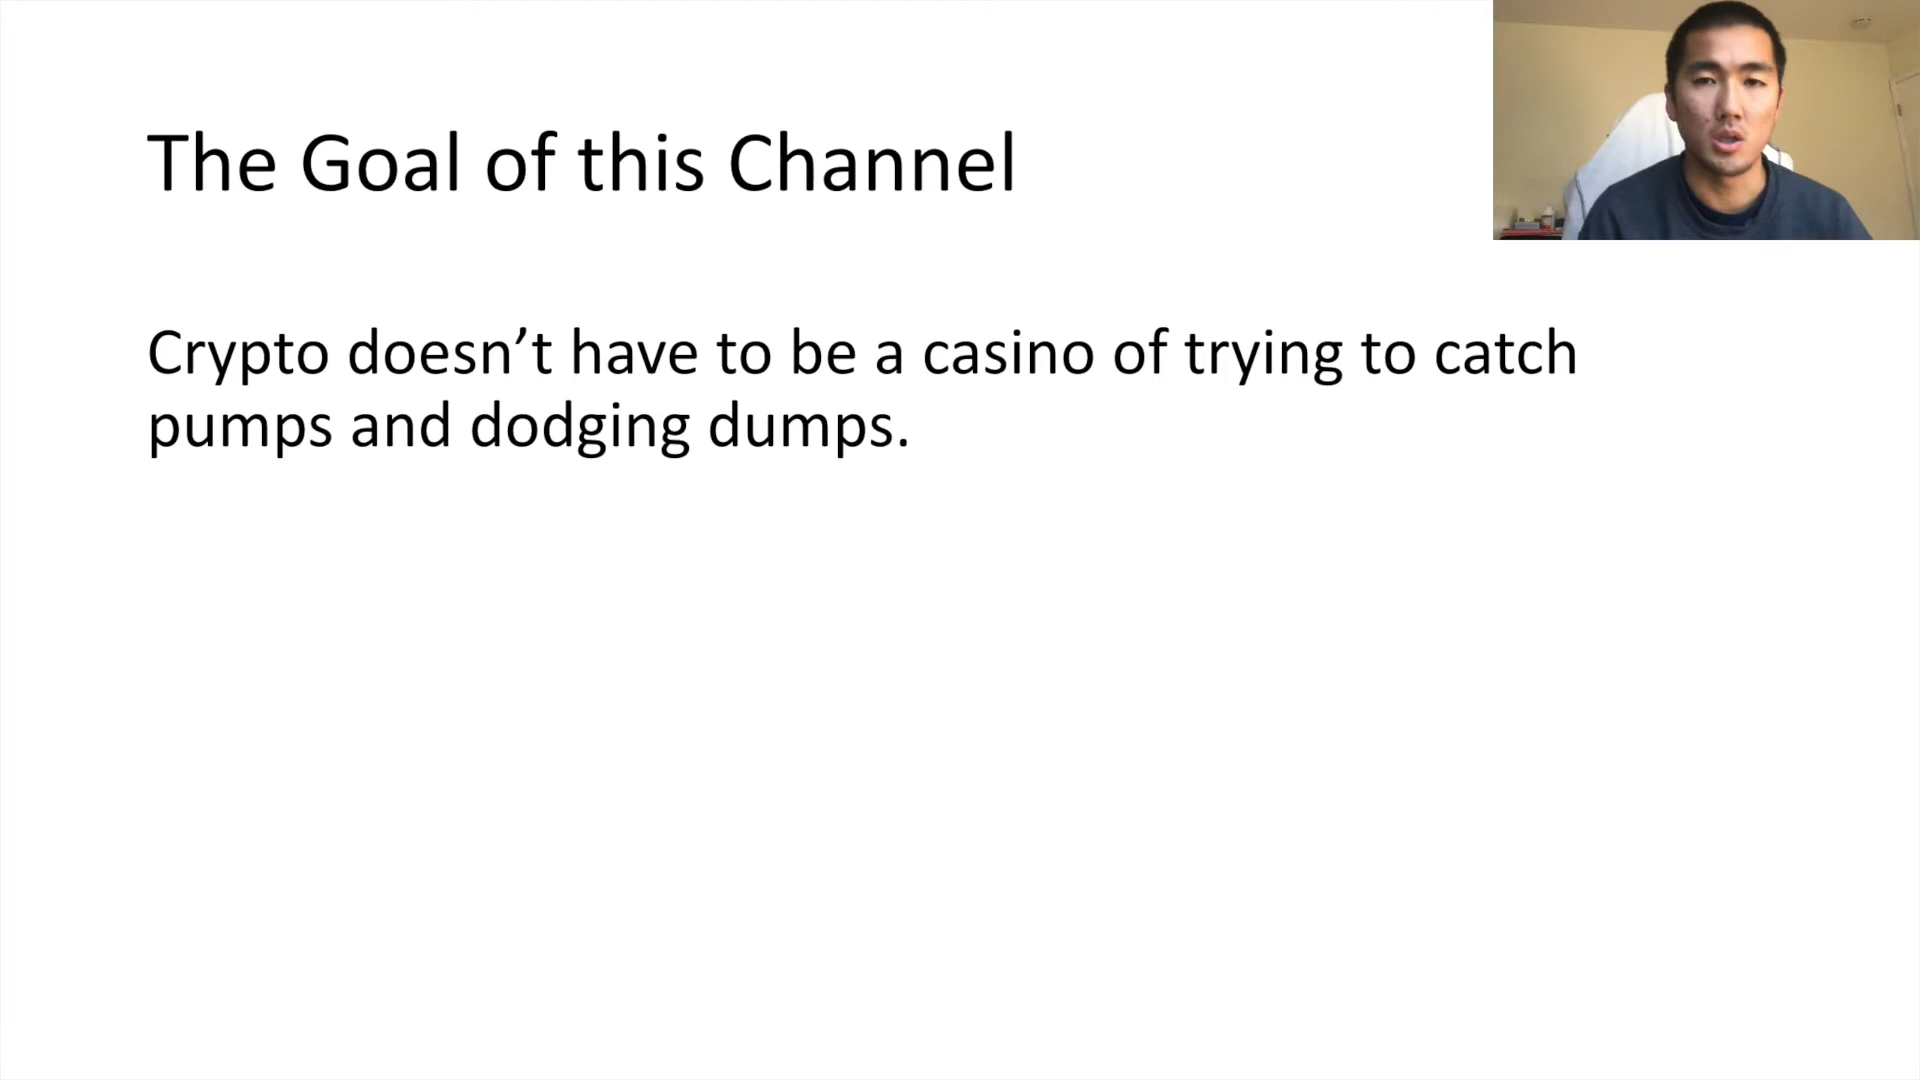 The Goal of this Channel
Crypto doesn’t have to be a casino of trying to catch
pumps and dodging dumps.